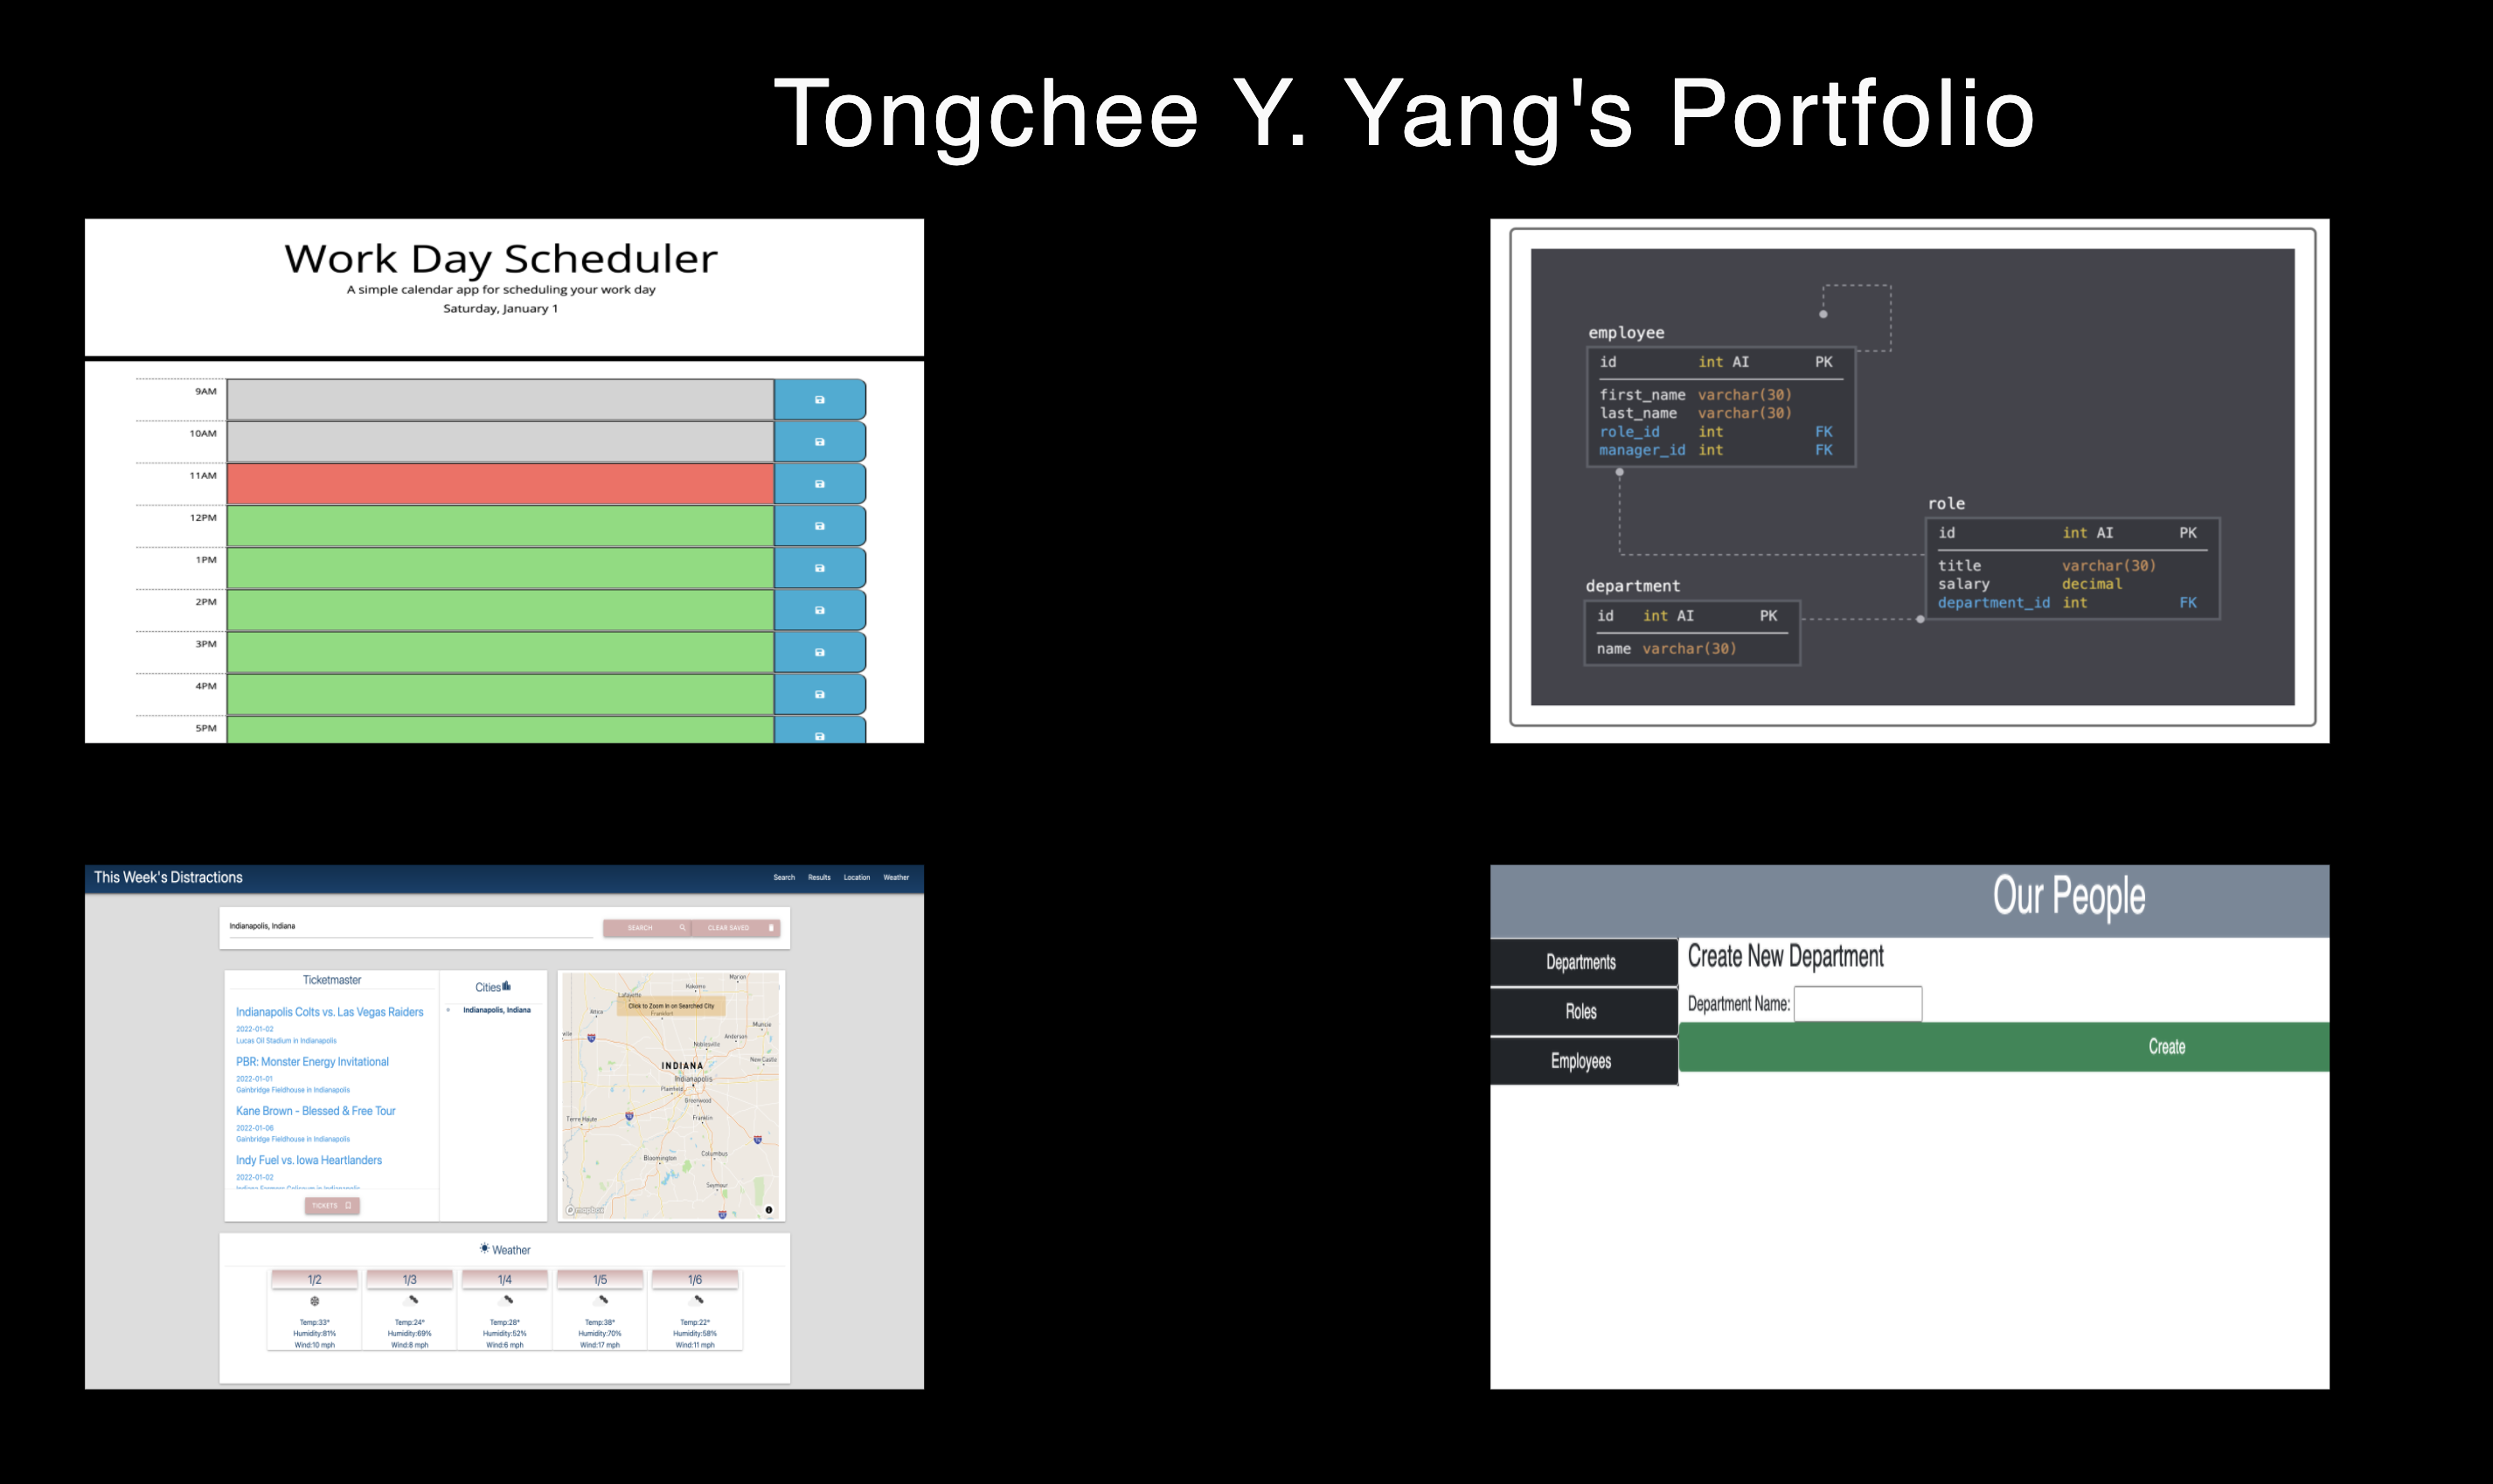 Tongchee Y. Yang's Portfolio
Work Day Scheduler
A simple calendar app for scheduling your work day
Saturday, January 1
9AM
10AM
11AM
12PM
1PM
2PM
3PM
4PM
5PM
employee
id int AI PK
first_name varchar(30)
last_name varchar(30)
role_id int FK
manager_id int FK
role
id int AI PK
title varchar(30)
salary decimal
department_id int FK
department
id int AI PK
name varchar(30)
This Week's Distractions
Search Results Location Weather
Indianapolis, Indiana
SEARCH CLEAR SAVED
Ticketmaster
Indianapolis Colts vs. Las Vegas Raiders
2022-01-02
Lucas Oil Stadium in Indianapolis
PBR: Monster Energy Invitational
2022-01-01
Gainbridge Fieldhouse in Indianapolis
Kane Brown - Blessed & Free Tour
2022-01-06
Gainbridge Fieldhouse in Indianapolis
Indy Fuel vs. Iowa Heartlanders
2022-01-02
Indiana Farmers Coliseum in Indianapolis
TICKETS
Cities
Indianapolis, Indiana
Marion
Kokomo
Lafayette
Click to Zoom in on Searched City
Frankfort
Attica
Muncie
Anderson
Noblesville
New Castle
INDIANA
Indianapolis
Plainfield
Greenwood
Terre Haute
Franklin
Bloomington
Columbus
Seymour
mapbox
Weather
1/2 1/3 1/4 1/5 1/6
Temp:33° Temp:24° Temp:28° Temp:38° Temp:22°
Humidity:81% Humidity:69% Humidity:52% Humidity:70% Humidity:58%
Wind:10 mph Wind:8 mph Wind:6 mph Wind:17 mph Wind:11 mph
Our People
Departments
Roles
Employees
Create New Department
Department Name:
Create